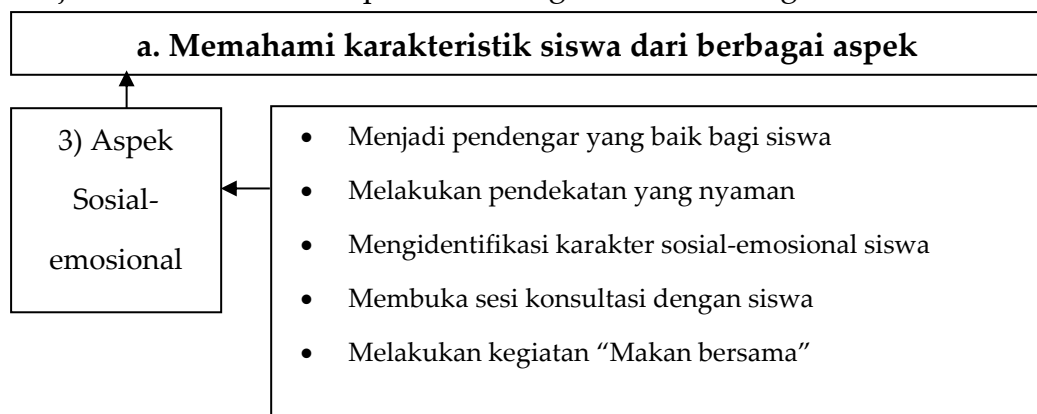 a. Memahami karakteristik siswa dari berbagai aspek
3) Aspek
Sosial-
emosional
• Menjadi pendengar yang baik bagi siswa
• Melakukan pendekatan yang nyaman
• Mengidentifikasi karakter sosial-emosional siswa
• Membuka sesi konsultasi dengan siswa
• Melakukan kegiatan “Makan bersama”